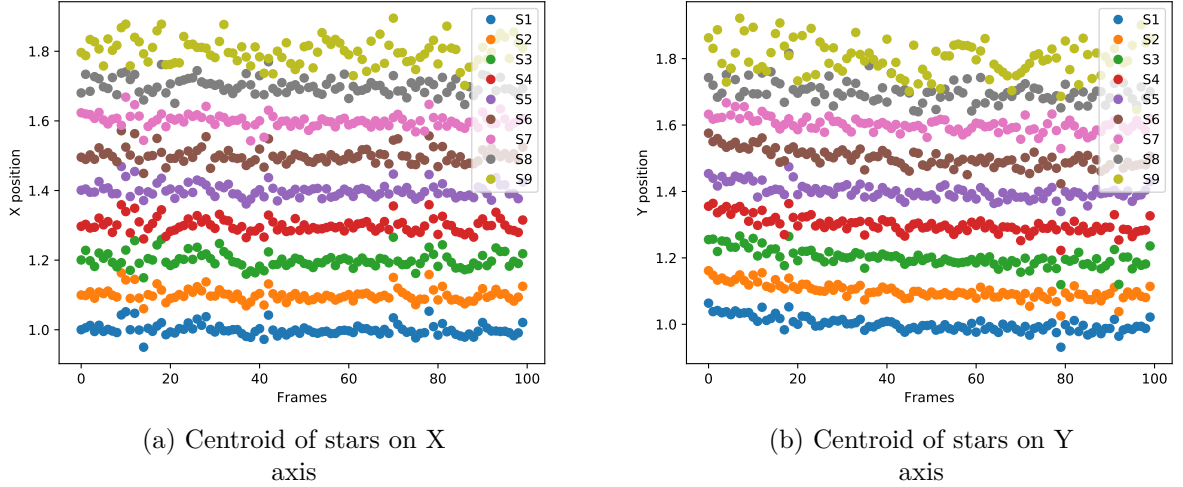 1.8
1.6
1.4
1.2
1.0
X position
0
20
40
60
80
100
Frames
S1
S2
S3
S4
S5
S6
S7
S8
S9
(a) Centroid of stars on X
axis
1.8
1.6
1.4
1.2
1.0
Y position
0
20
40
60
80
100
Frames
S1
S2
S3
S4
S5
S6
S7
S8
S9
(b) Centroid of stars on Y
axis